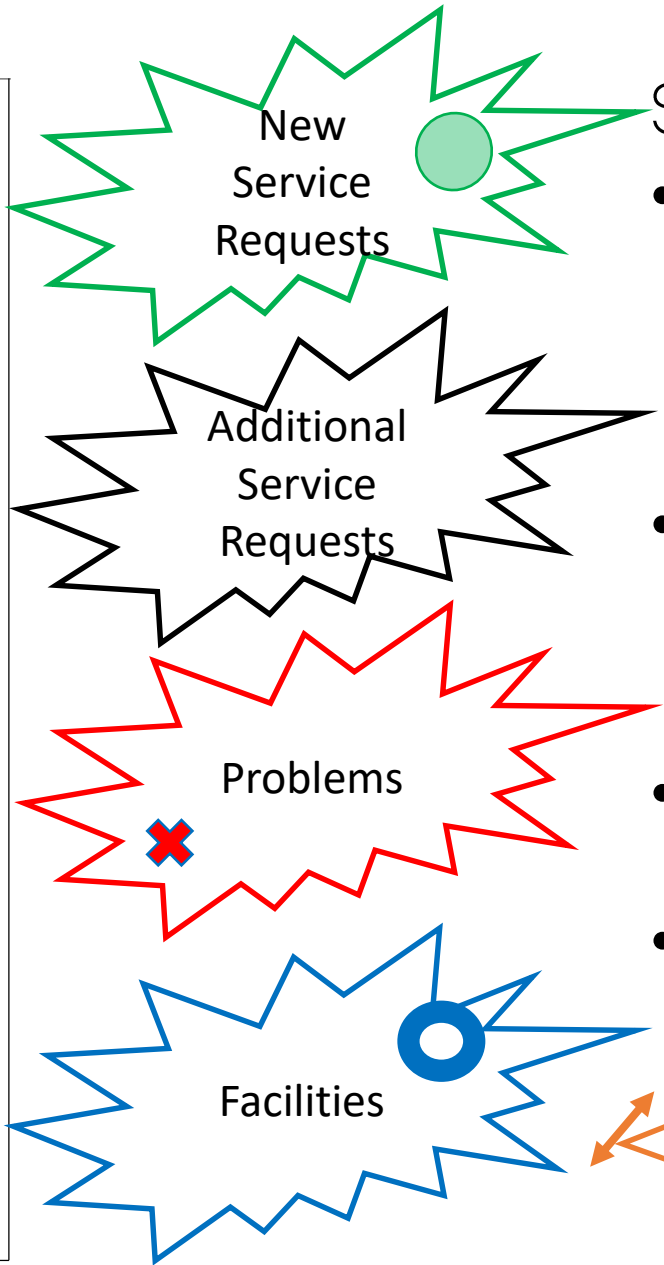 New
Service
Requests
Additional
Service
Requests
Problems
Facilities